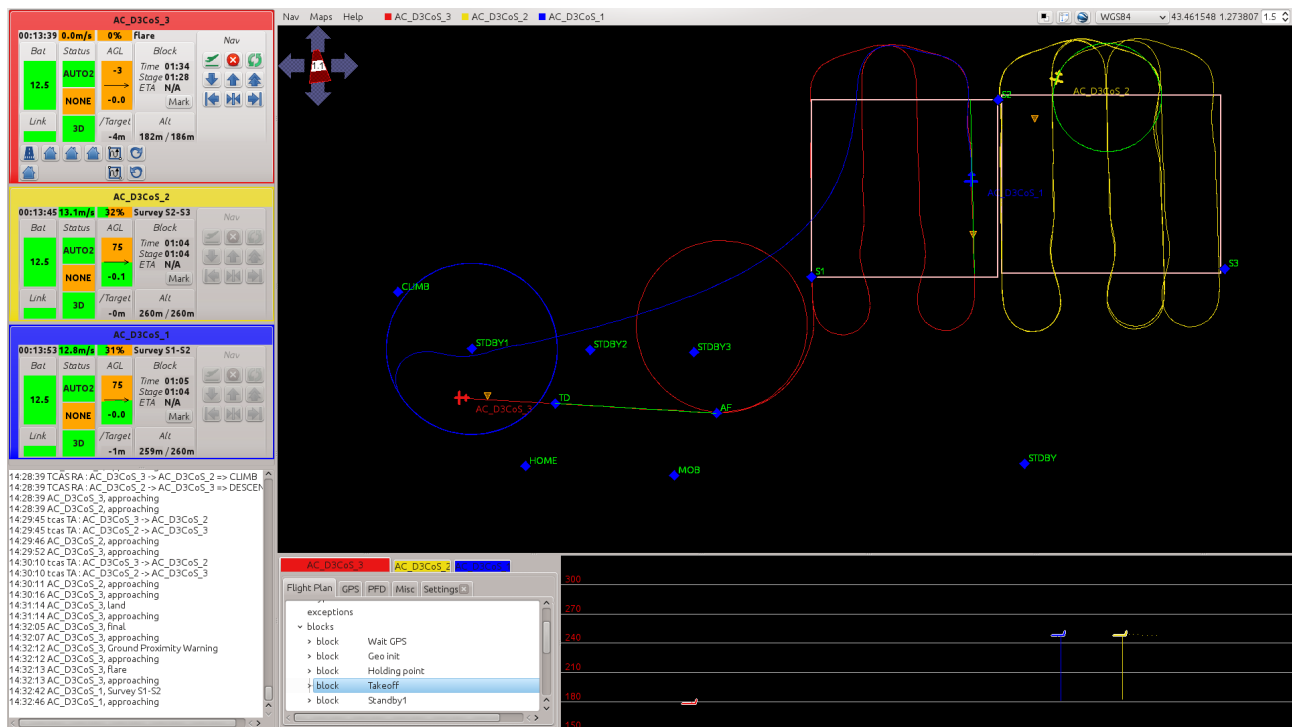 Nav Maps Help AC_D3CoS_3 AC_D3CoS_2 AC_D3CoS_1 WGS84 43.461548 1.273807 1.5
AC_D3CoS_3
00:13:39 0.0m/s 0% flare Nav
Bat Status AGL Block
12.5 AUTO2 -3 Time 01:34
Stage 01:28
ETA N/A
NONE -0.0 Mark
Link 3D /Target Alt
-4m 182m / 186m
AC_D3CoS_2
00:13:45 13.1m/s 32% Survey S2-S3 Nav
Bat Status AGL Block
12.5 AUTO2 75 Time 01:04
Stage 01:04
ETA N/A
NONE -0.1 Mark
Link 3D /Target Alt
-0m 260m / 260m
AC_D3CoS_1
00:13:53 12.8m/s 31% Survey S1-S2 Nav
Bat Status AGL Block
12.5 AUTO2 75 Time 01:05
Stage 01:04
ETA N/A
NONE -0.0 Mark
Link 3D /Target Alt
-1m 259m / 260m
14:28:39 TCAS RA : AC_D3CoS_3 -> AC_D3CoS_2 => CLIMB
14:28:39 TCAS RA : AC_D3CoS_2 -> AC_D3CoS_3 => DESCEN
14:28:39 AC_D3CoS_3, approaching
14:28:39 AC_D3CoS_2, approaching
14:29:45 tcas TA : AC_D3CoS_3 -> AC_D3CoS_2
14:29:45 tcas TA : AC_D3CoS_2 -> AC_D3CoS_3
14:29:46 AC_D3CoS_2, approaching
14:29:52 AC_D3CoS_3, approaching
14:30:10 tcas TA : AC_D3CoS_3 -> AC_D3CoS_2
14:30:10 tcas TA : AC_D3CoS_2 -> AC_D3CoS_3
14:30:11 AC_D3CoS_2, approaching
14:30:16 AC_D3CoS_3, approaching
14:31:14 AC_D3CoS_3, land
14:31:14 AC_D3CoS_3, approaching
14:32:05 AC_D3CoS_3, final
14:32:07 AC_D3CoS_3, approaching
14:32:12 AC_D3CoS_3, Ground Proximity Warning
14:32:12 AC_D3CoS_3, approaching
14:32:13 AC_D3CoS_3, flare
14:32:13 AC_D3CoS_3, approaching
14:32:42 AC_D3CoS_1, Survey S1-S2
14:32:46 AC_D3CoS_1, approaching
1.1
S2
AC_D3CoS_2
AC_D3CoS_1
S1
S3
CLIMB
STDBY1
STDBY2
STDBY3
TD
AC_D3CoS_3
AF
HOME
MOB
STDBY
AC_D3CoS_3 AC_D3CoS_2
Flight Plan GPS PFD Misc Settings
exceptions
blocks
block Wait GPS
block Geo init
block Holding point
block Takeoff
block Standby1
300
270
240
210
180
150